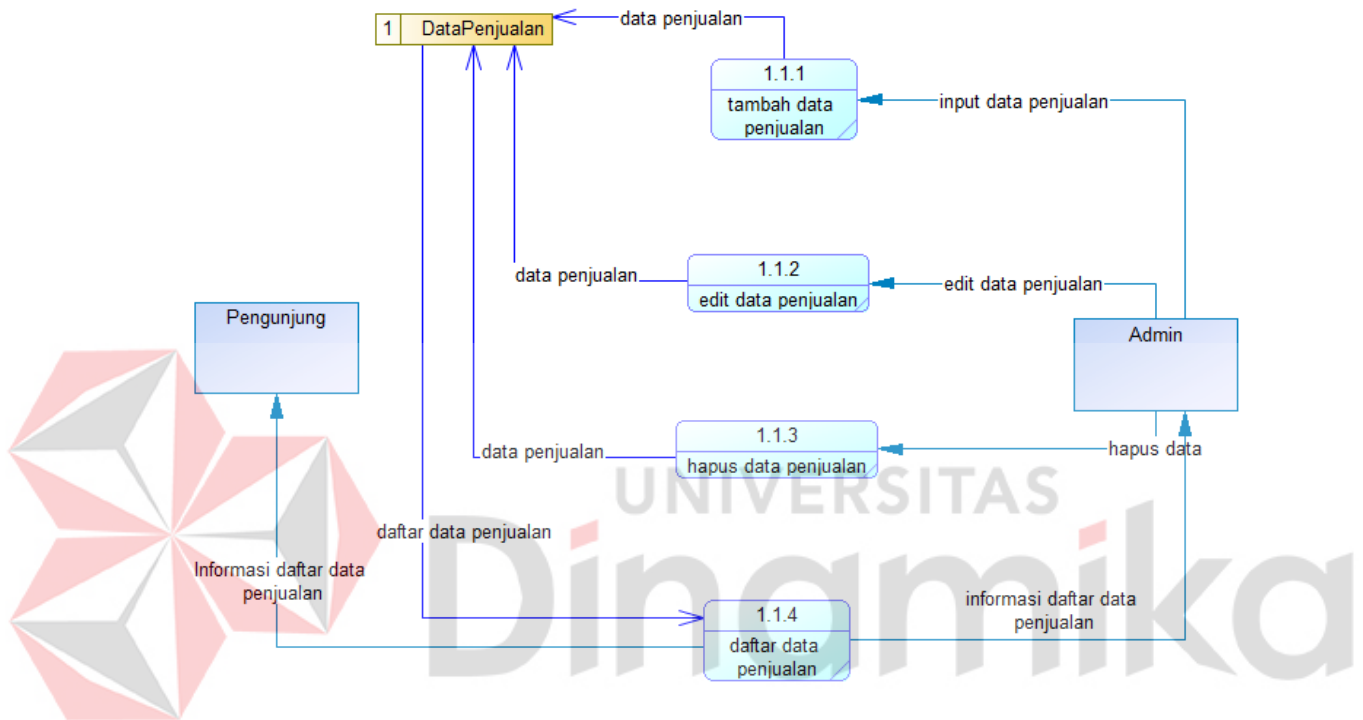 1 DataPenjualan
data penjualan
1.1.1
tambah data
penjualan
input data penjualan
data penjualan
1.1.2
edit data penjualan
edit data penjualan
Pengunjung
Admin
data penjualan
1.1.3
hapus data penjualan
hapus data
UNIVERSITAS
Dinamika
daftar data penjualan
Informasi daftar data
penjualan
1.1.4
daftar data
penjualan
informasi daftar data
penjualan